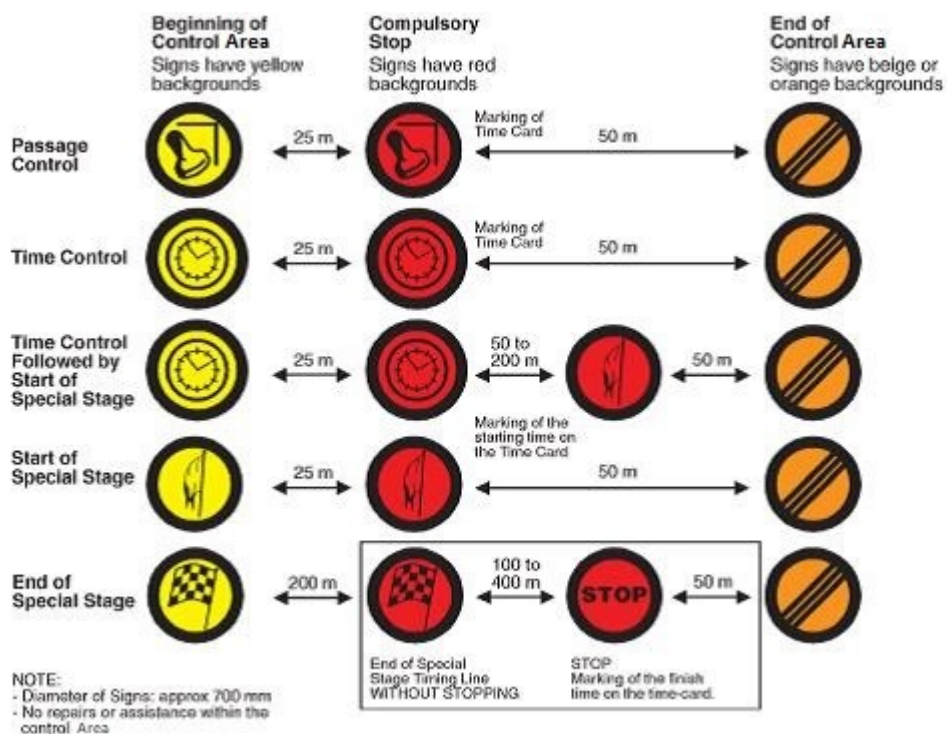 Beginning of
Control Area
Signs have yellow
backgrounds
Compulsory
Stop
Signs have red
backgrounds
End of
Control Area
Signs have beige or
orange backgrounds
Passage
Control
25 m
Marking of
Time Card
50 m
Time Control
25 m
Marking of
Time Card
50 m
Time Control
Followed by
Start of
Special Stage
25 m
50 to
200 m
50 m
Start of
Special Stage
25 m
Marking of the
starting time on
the Time Card
50 m
End of
Special Stage
200 m
100 to
400 m
STOP
50 m
End of Special
Stage Timing Line
WITHOUT STOPPING
STOP
Marking of the finish
time on the time-card.
NOTE:
- Diameter of Signs: approx 700 mm
- No repairs or assistance within the
control Area